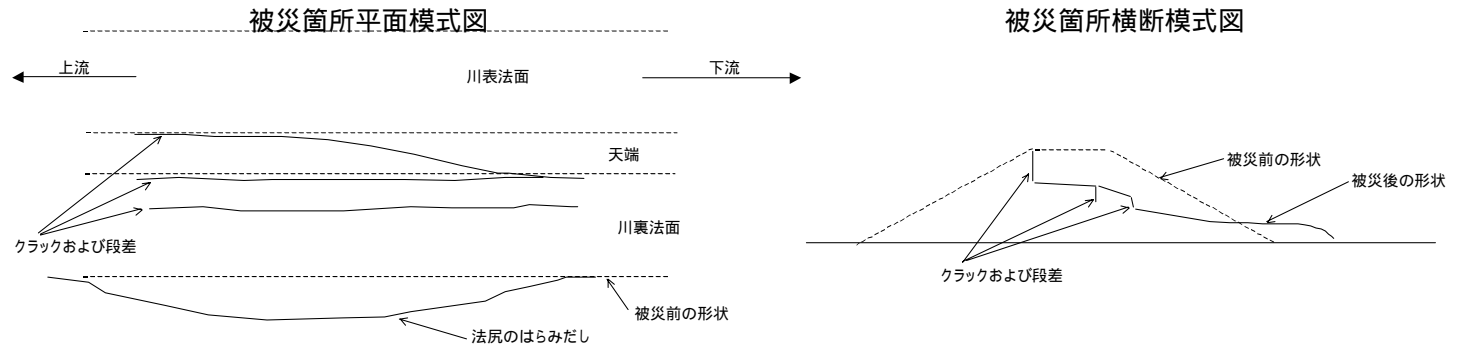 被災箇所平面模式図
上流
川表法面
下流
天端
川裏法面
クラックおよび段差
被災前の形状
法尻のはらみだし
被災箇所横断模式図
被災前の形状
被災後の形状
クラックおよび段差